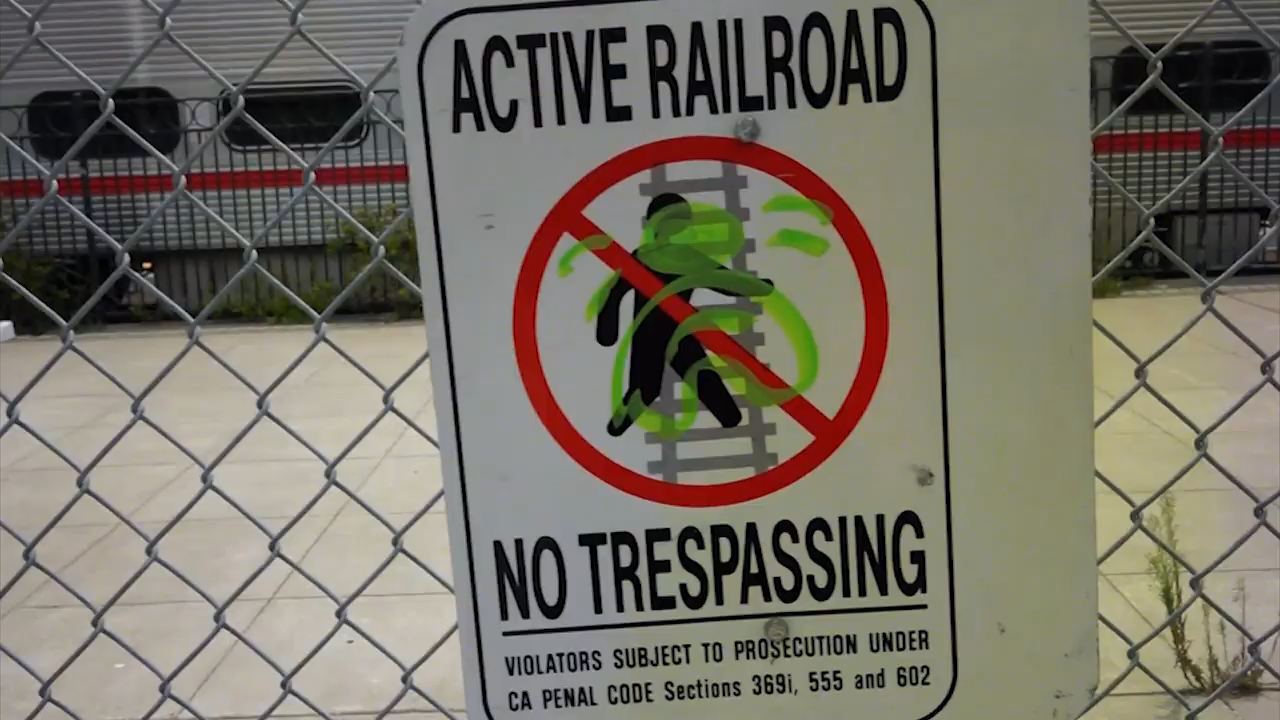 ACTIVE RAILROAD
NO TRESPASSING
VIOLATORS SUBJECT TO PROSECUTION UNDER
CA PENAL CODE Sections 369i, 555 and 602